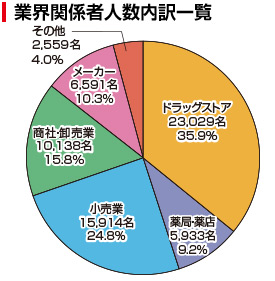 業界関係者人数内訳一覧
その他
2,559名
4.0%
メーカー
6,591名
10.3%
ドラッグストア
23,029名
35.9%
商社・卸売業
10,138名
15.8%
小売業
15,914名
24.8%
薬局・薬店
5,933名
9.2%